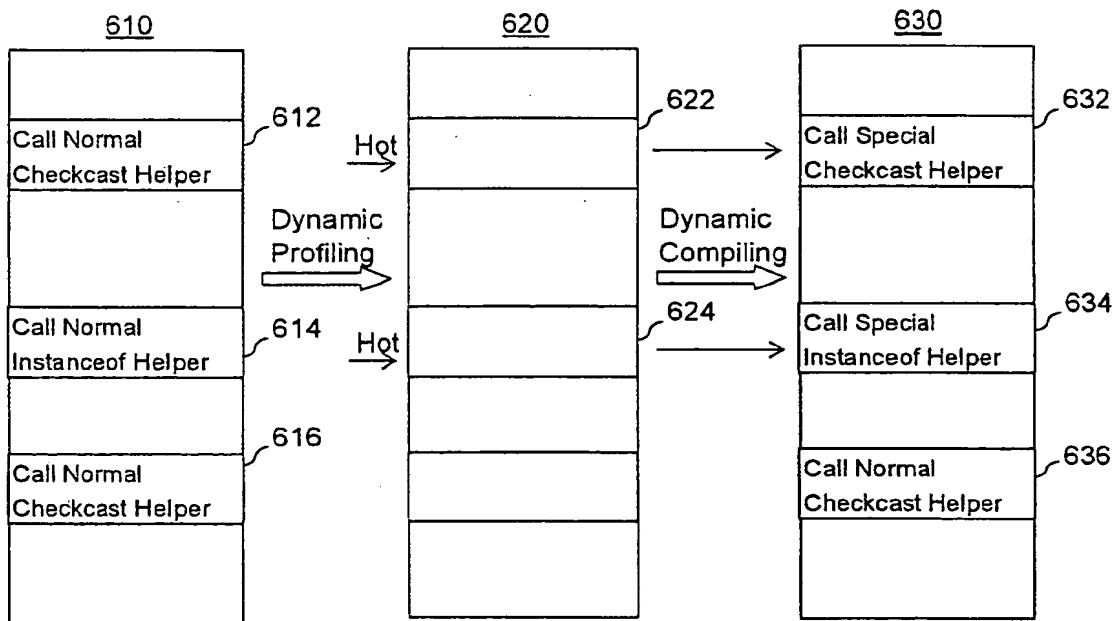 610
620
630
612
622
632
Call Normal
Checkcast Helper
Hot
Call Special
Checkcast Helper
Dynamic
Profiling
Dynamic
Compiling
614
624
634
Call Normal
Instanceof Helper
Hot
Call Special
Instanceof Helper
616
636
Call Normal
Checkcast Helper
Call Normal
Checkcast Helper